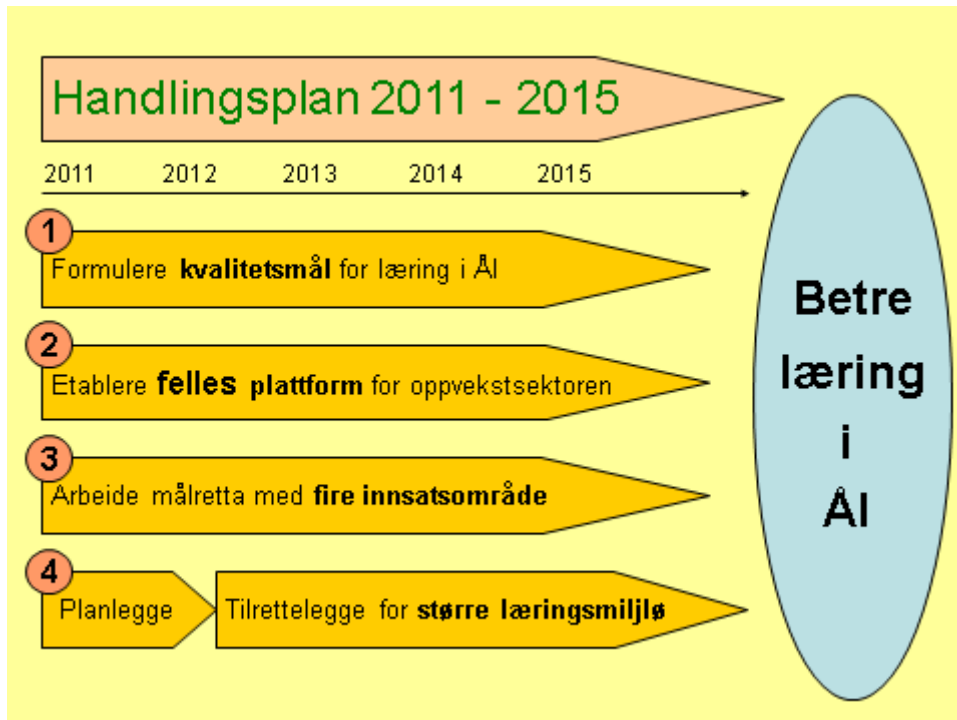 Handlingsplan 2011 - 2015
2011 2012 2013 2014 2015
1
Formulere kvalitetsmål for læring i Ål
2
Etablere felles plattform for oppvekstsektoren
3
Arbeide målretta med fire innsatsområde
4
Planlegge Tilrettelegge for større læringsmiljlø
Betre
læring
i
Ål